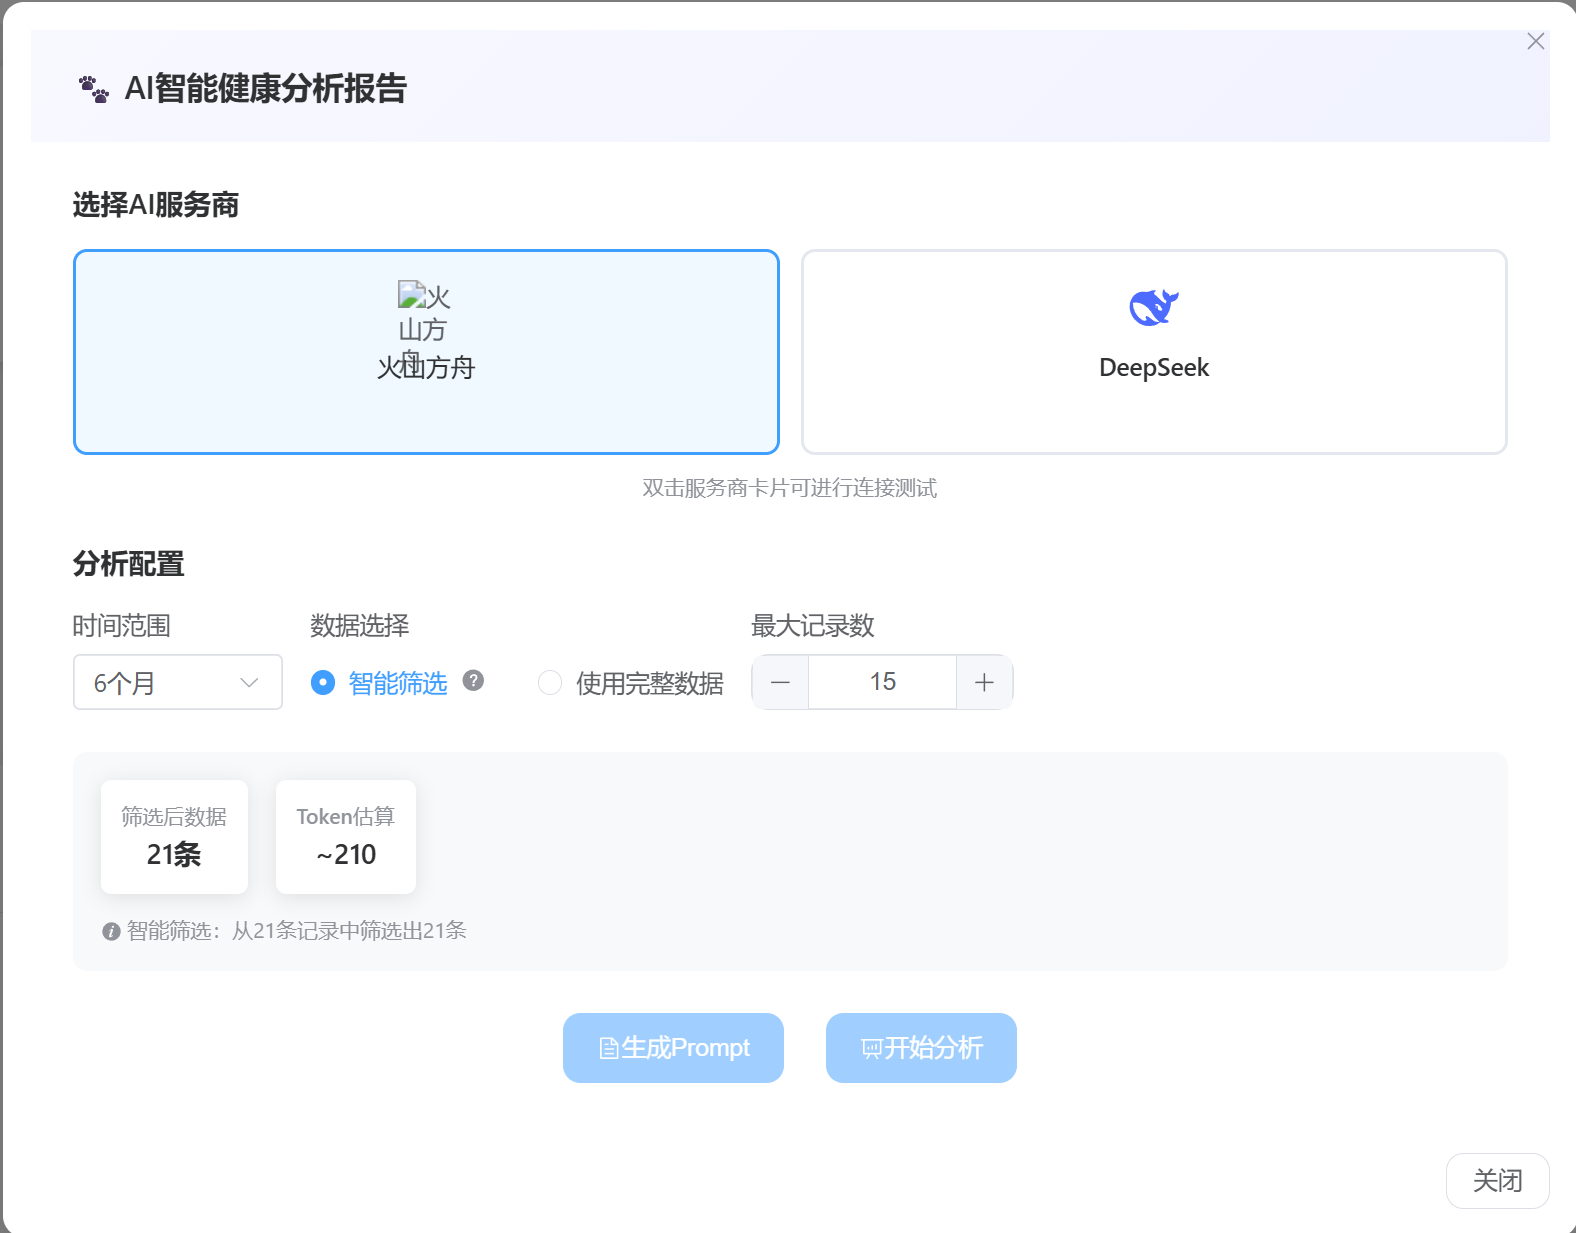 AI智能健康分析报告
选择AI服务商
火
山方
舟
火山方舟
DeepSeek
双击服务商卡片可进行连接测试
分析配置
时间范围
数据选择
最大记录数
6个月
智能筛选
使用完整数据
15
筛选后数据
21条
Token估算
~210
智能筛选：从21条记录中筛选出21条
生成Prompt
开始分析
关闭